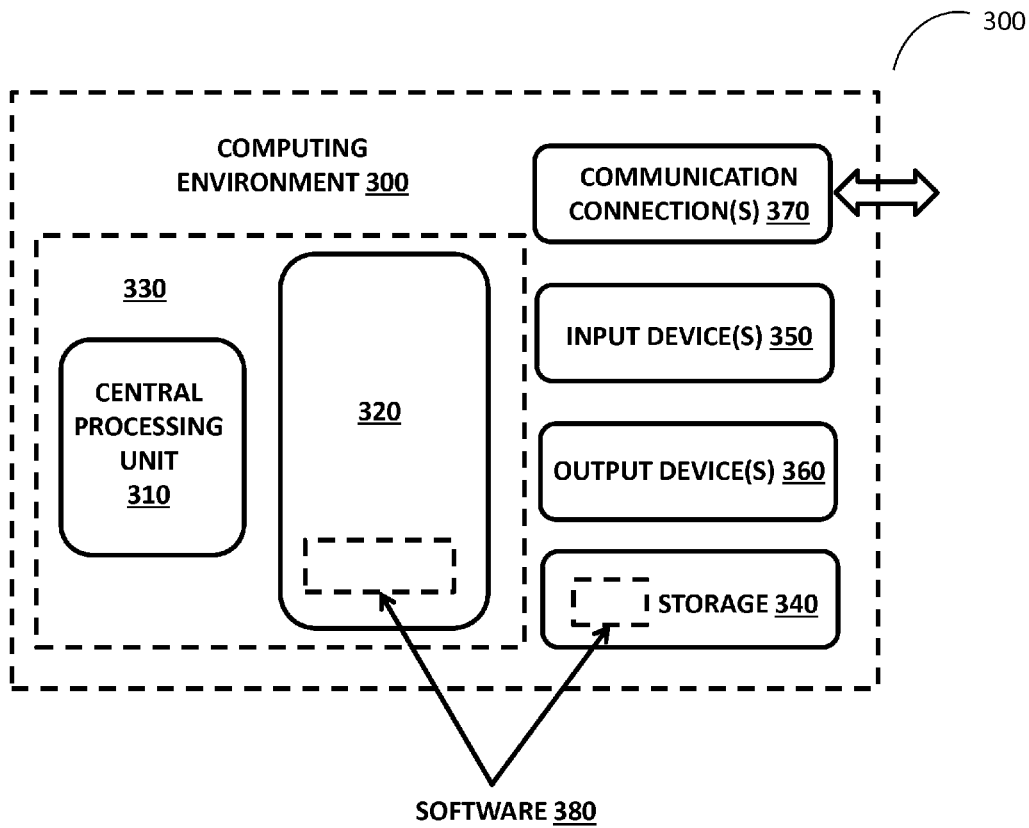 300
COMPUTING
ENVIRONMENT 300
COMMUNICATION
CONNECTION(S) 370
330
INPUT DEVICE(S) 350
CENTRAL
PROCESSING
UNIT
310
320
OUTPUT DEVICE(S) 360
STORAGE 340
SOFTWARE 380